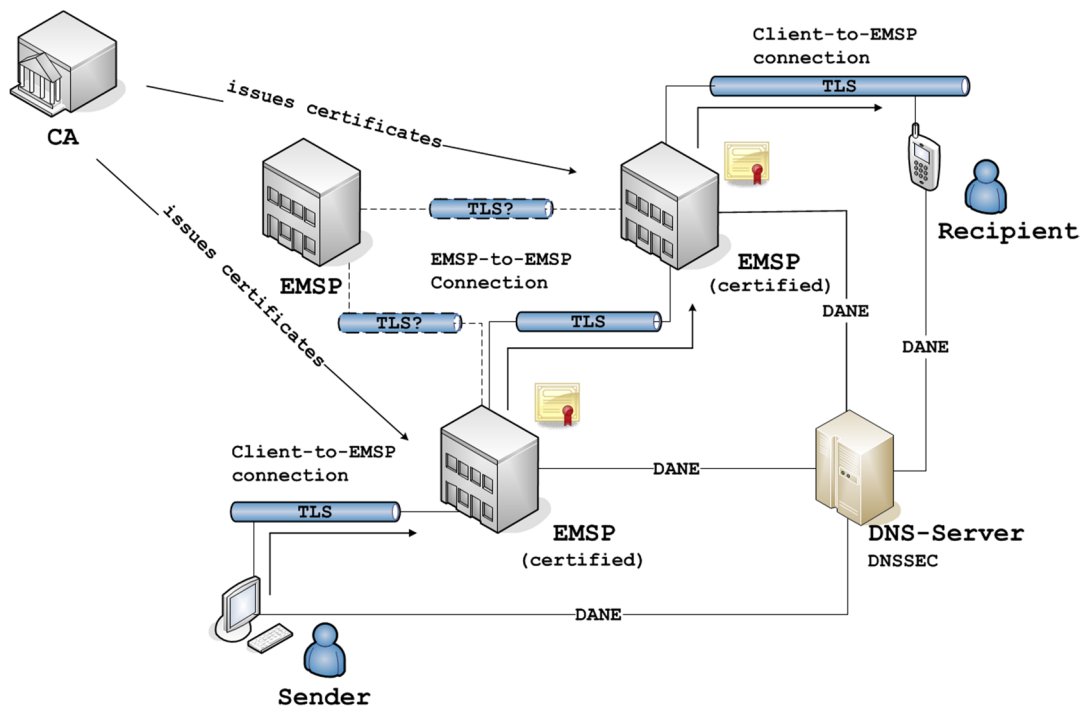 Client-to-EMSP
connection
TLS
issues certificates
CA
TLS?
EMSP
EMSP-to-EMSP
Connection
EMSP
(certified)
Recipient
issues certificates
TLS?
TLS
DANE
DANE
Client-to-EMSP
connection
DANE
TLS
EMSP
(certified)
DNS-Server
DNSSEC
DANE
Sender